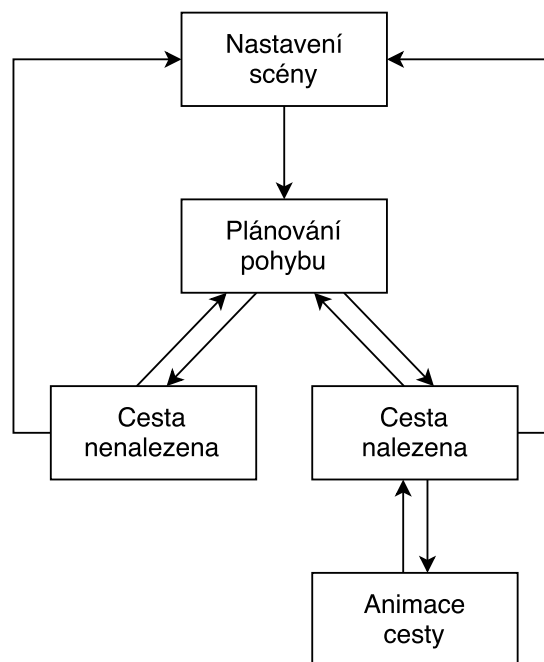 Nastavení
scény
Plánování
pohybu
Cesta
nenalezena
Cesta
nalezena
Animace
cesty